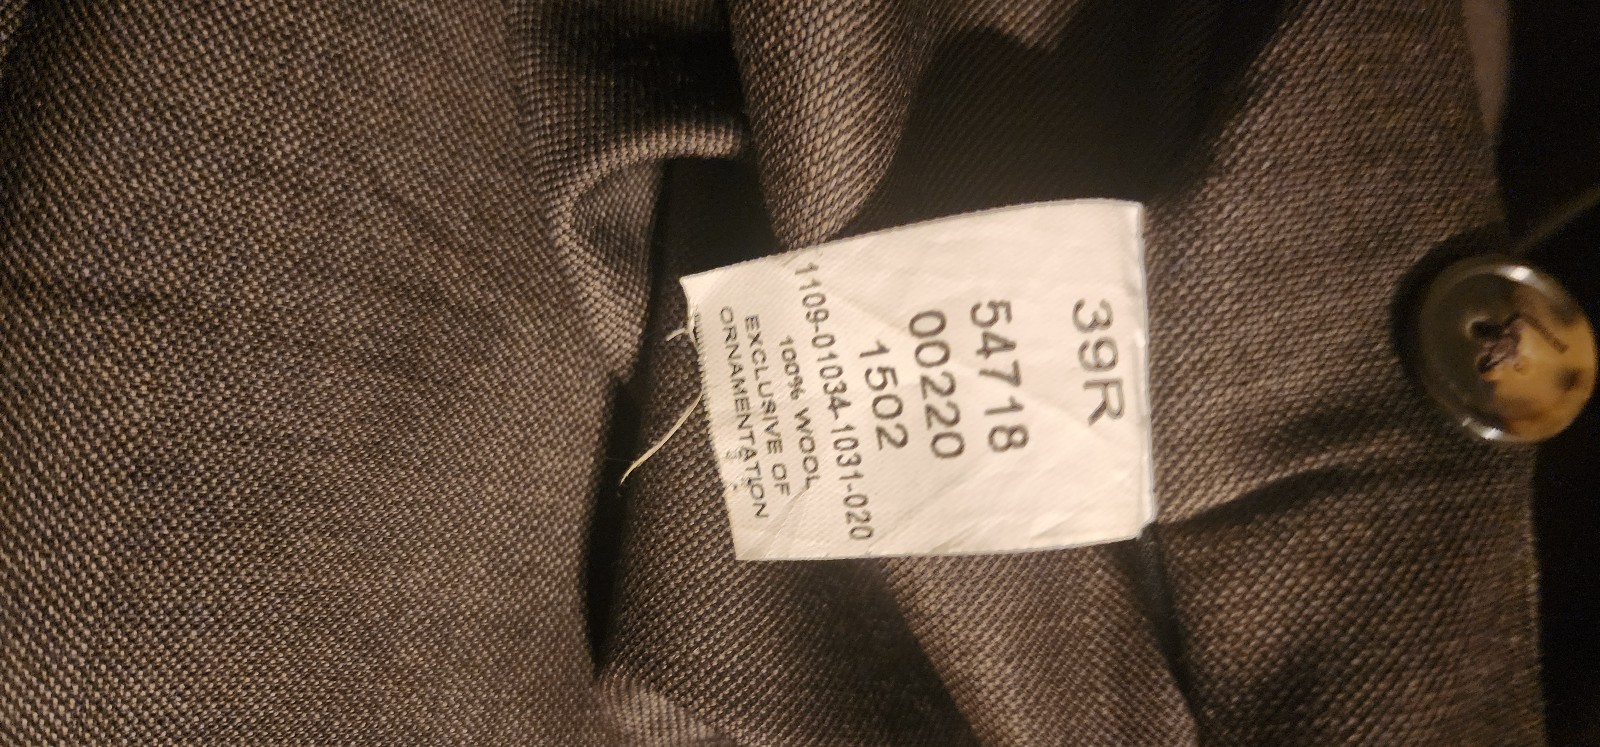 39R
54718
00220
1502
1109-01034-1031-020
100% WOOL
EXCLUSIVE OF
ORNAMENTATION